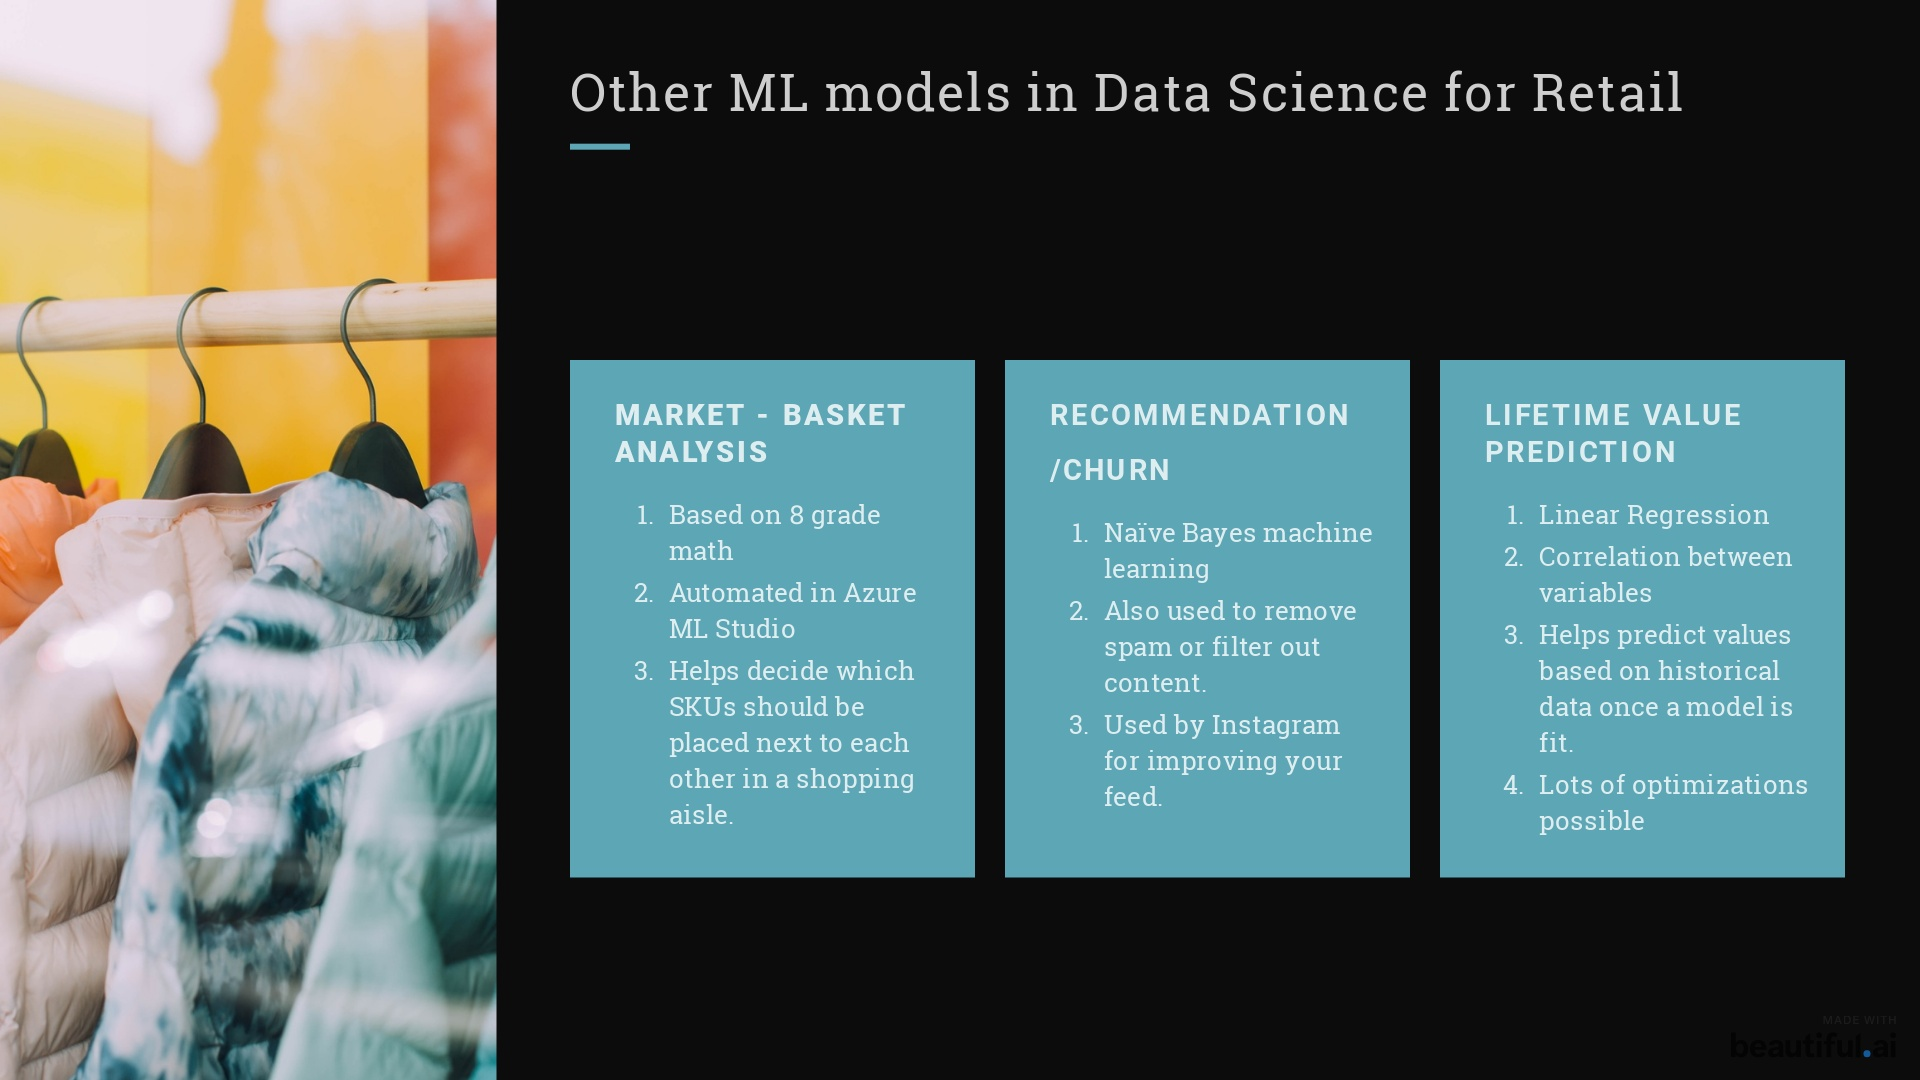 Other ML models in Data Science for Retail
MARKET - BASKET
ANALYSIS
1. Based on 8 grade
math
2. Automated in Azure
ML Studio
3. Helps decide which
SKUs should be
placed next to each
other in a shopping
aisle.
RECOMMENDATION
/CHURN
1. Naïve Bayes machine
learning
2. Also used to remove
spam or filter out
content.
3. Used by Instagram
for improving your
feed.
LIFETIME VALUE
PREDICTION
1. Linear Regression
2. Correlation between
variables
3. Helps predict values
based on historical
data once a model is
fit.
4. Lots of optimizations
possible
MADE WITH
beautiful.ai